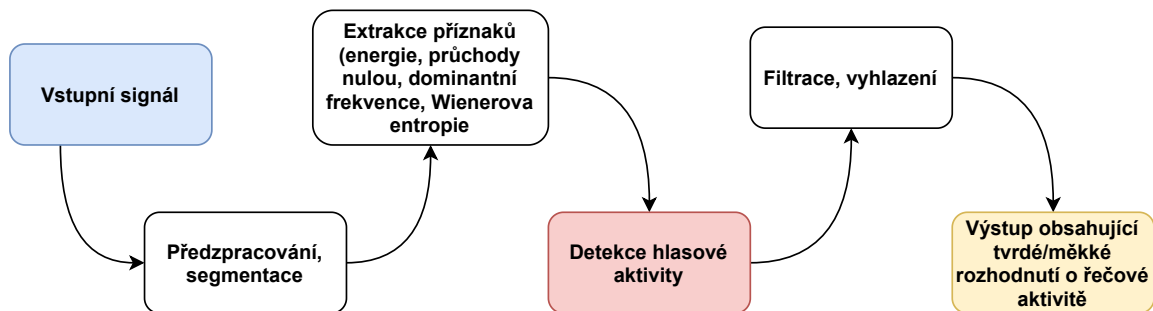 Vstupní signál
Předzpracování,
segmentace
Extrakce příznaků
(energie, průchody
nulou, dominantní
frekvence, Wienerova
entropie
Detekce hlasové
aktivity
Filtrace, vyhlazení
Výstup obsahující
tvrdé/měkké
rozhodnutí o řečové
aktivitě